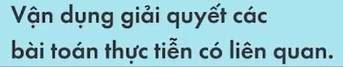 Vận dụng giải quyết các
bài toán thực tiễn có liên quan.